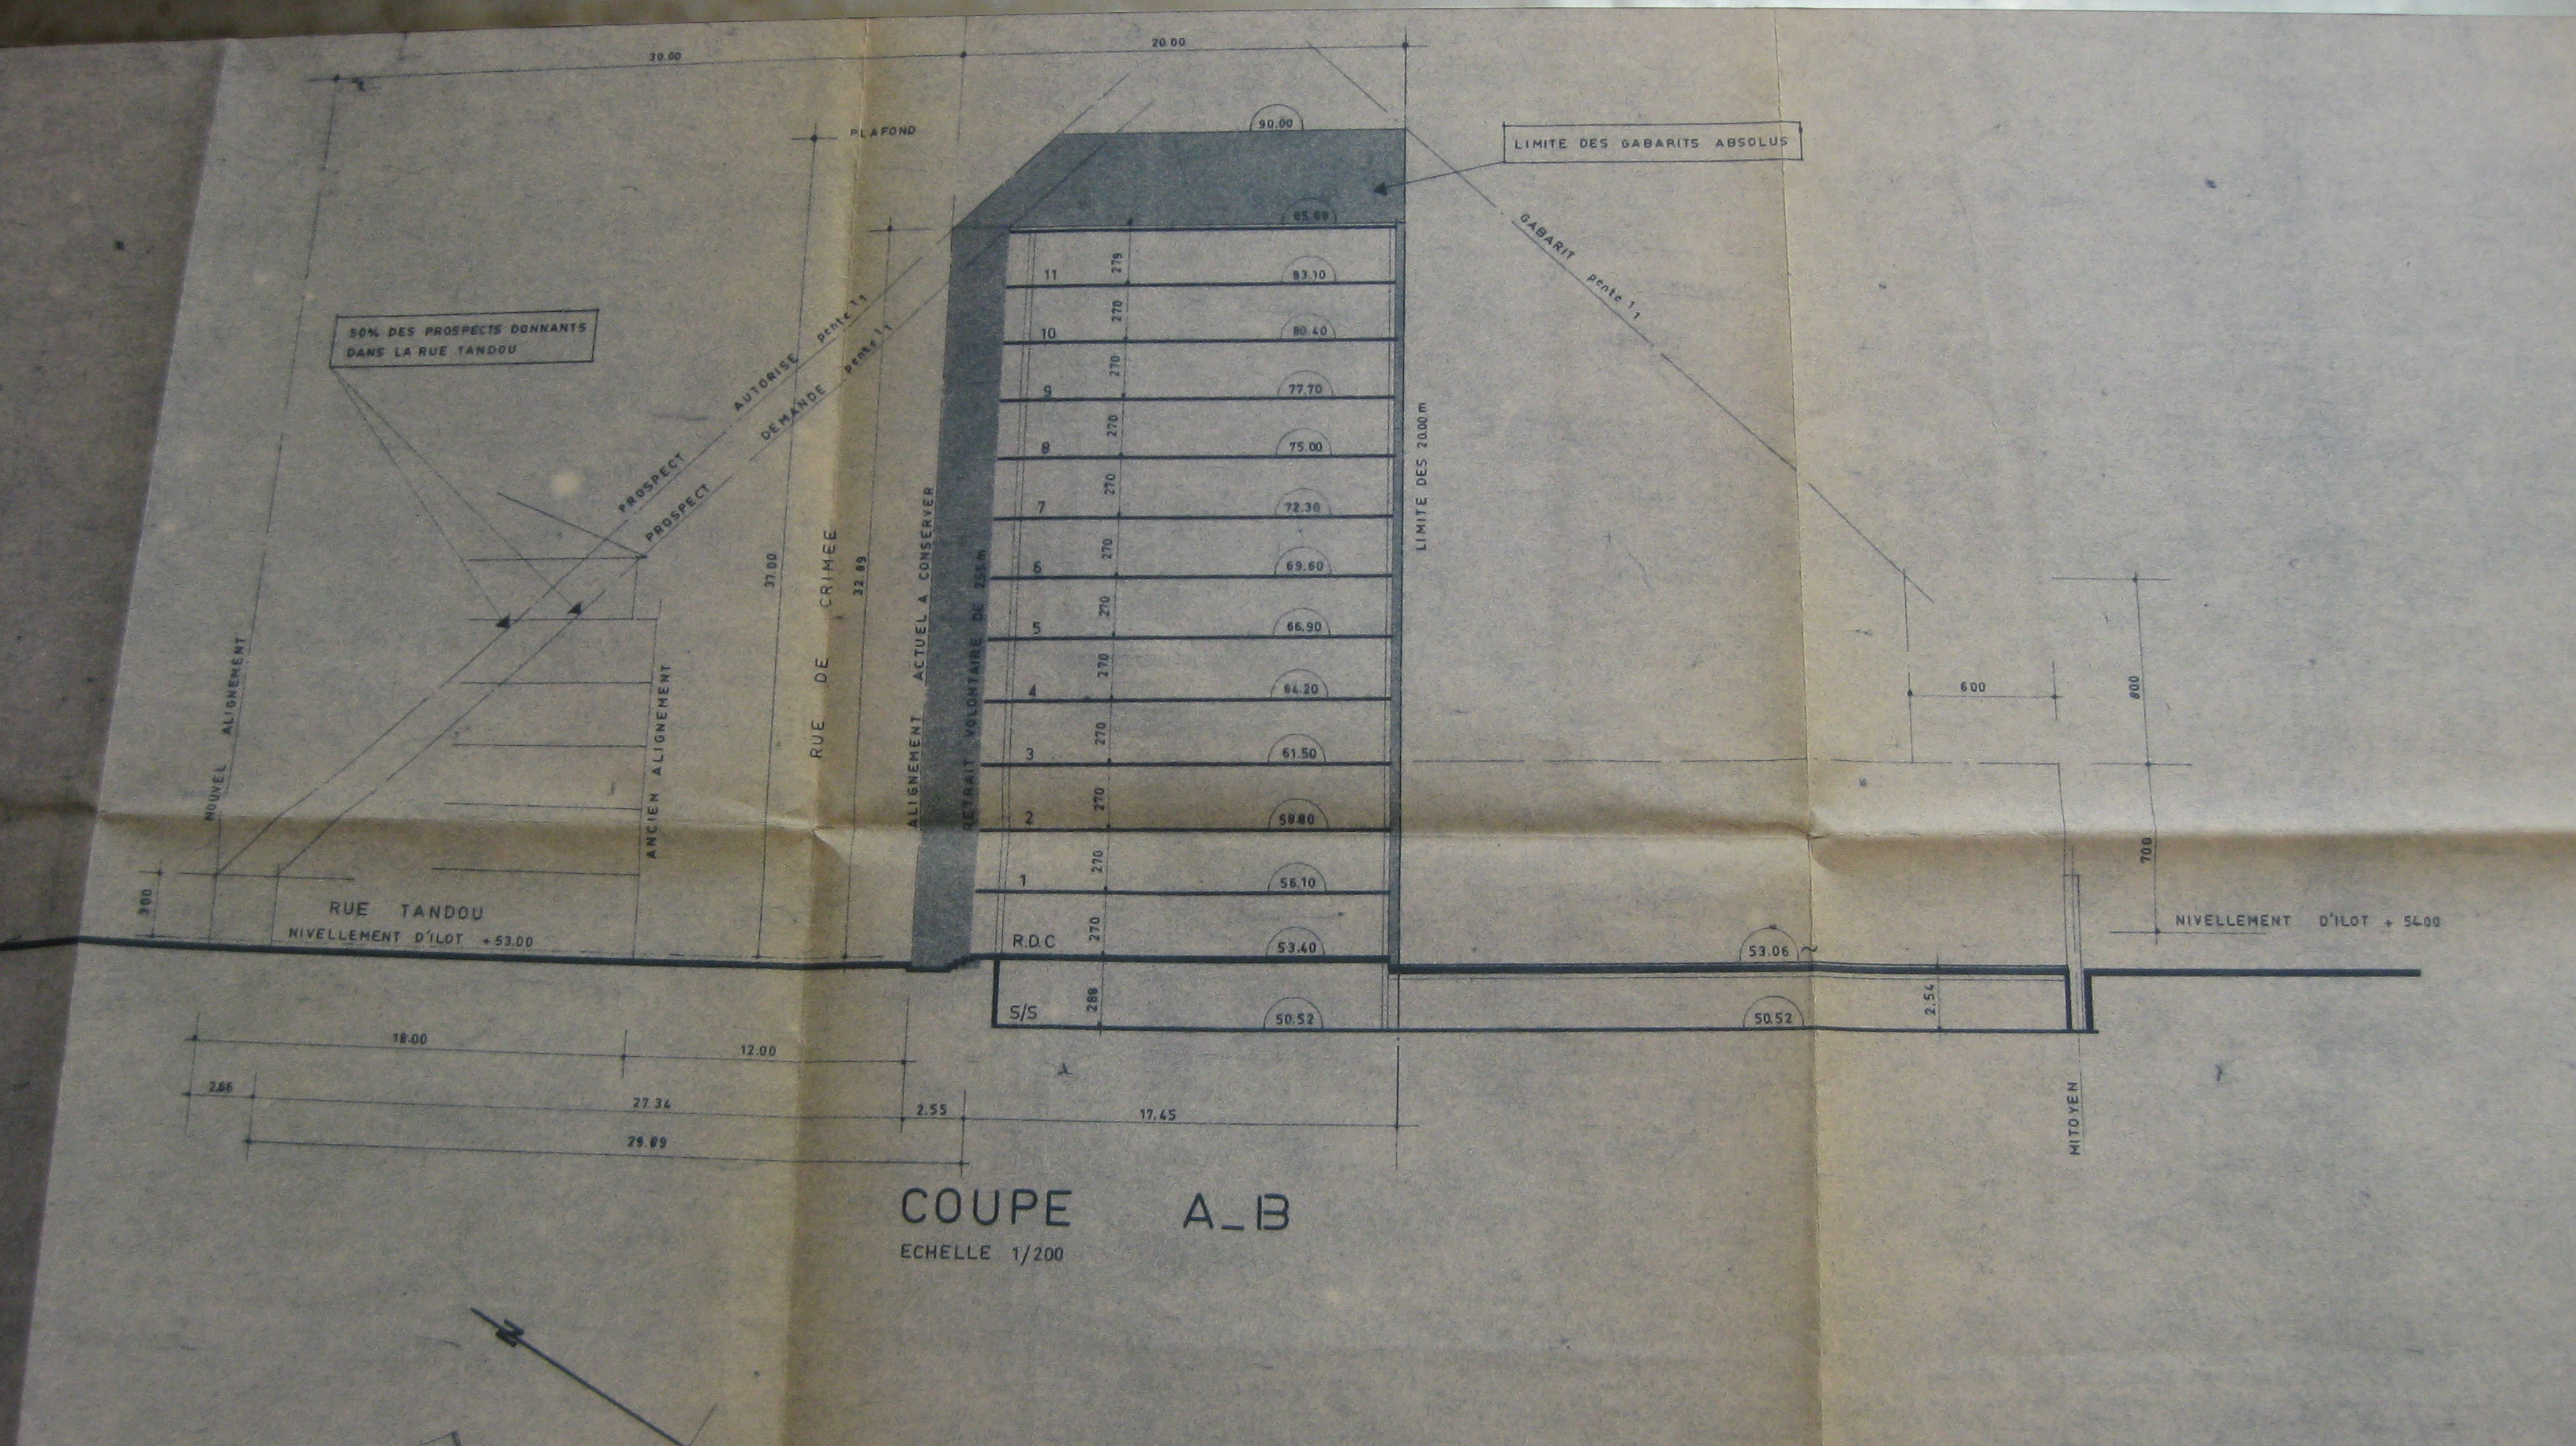 30.00
20.00
PLAFOND
90.00
LIMITE DES GABARITS ABSOLUS
85.89
GABARIT pente 1/1
11
279
83.10
10
270
80.40
9
270
77.70
8
270
75.00
7
270
72.30
6
270
69.60
5
270
66.90
4
270
64.20
3
270
61.50
2
270
58.80
1
270
56.10
R.D.C
270
53.40
S/S
288
50.52
50% DES PROSPECTS DONNANTS
DANS LA RUE TANDOU
PROSPECT AUTORISE pente 1/1
PROSPECT DEMANDE pente 1/1
NOUVEL ALIGNEMENT
ANCIEN ALIGNEMENT
37.00
RUE DE CRIMEE
32.89
ALIGNEMENT ACTUEL A CONSERVER
RETRAIT VOLONTAIRE DE 2.55 m
LIMITE DES 20.00 m
600
800
700
300
RUE TANDOU
NIVELLEMENT D'ILOT +53.00
NIVELLEMENT D'ILOT + 54.00
53.06
50.52
2.54
MITOYEN
18.00
12.00
2.66
27.34
2.55
17.45
29.89
COUPE A_B
ECHELLE 1/200
N